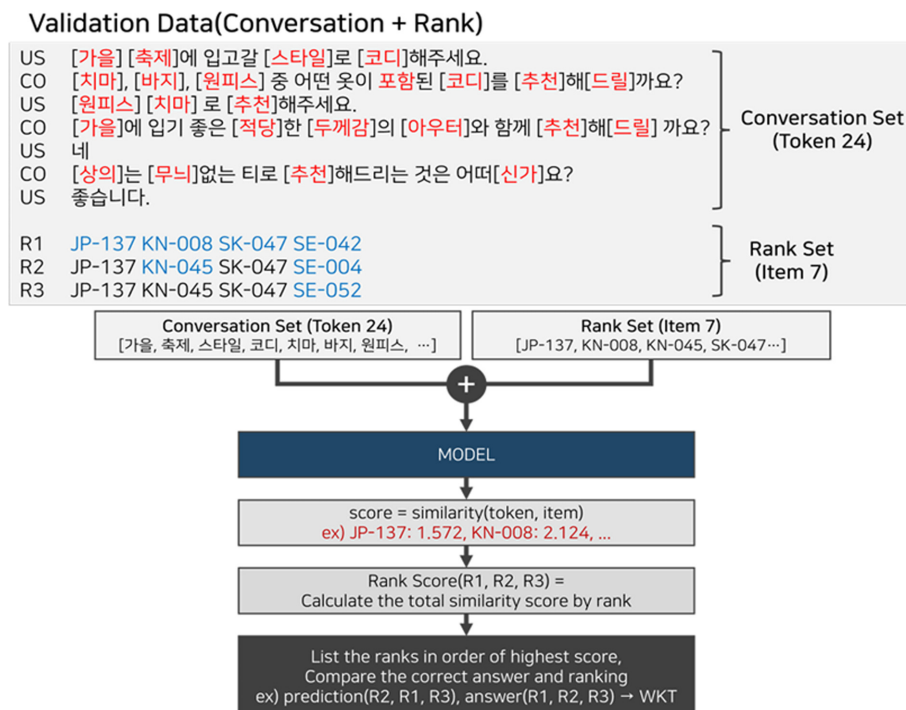 Validation Data(Conversation + Rank)
US [가을] [축제]에 입고갈 [스타일]로 [코디]해주세요.
CO [치마], [바지], [원피스] 중 어떤 옷이 포함된 [코디]를 [추천]해[드릴]까요?
US [원피스] [치마] 로 [추천]해주세요.
CO [가을]에 입기 좋은 [적당]한 [두께감]의 [아우터]와 함께 [추천]해[드릴] 까요?
US 네
CO [상의]는 [무늬]없는 티로 [추천]해드리는 것은 어떠[신가]요?
US 좋습니다.
Conversation Set
(Token 24)
R1 JP-137 KN-008 SK-047 SE-042
R2 JP-137 KN-045 SK-047 SE-004
R3 JP-137 KN-045 SK-047 SE-052
Rank Set
(Item 7)
Conversation Set (Token 24)
[가을, 축제, 스타일, 코디, 치마, 바지, 원피스, ⋯]
Rank Set (Item 7)
[JP-137, KN-008, KN-045, SK-047⋯]
+
MODEL
score = similarity(token, item)
ex) JP-137: 1.572, KN-008: 2.124, ...
Rank Score(R1, R2, R3) =
Calculate the total similarity score by rank
List the ranks in order of highest score,
Compare the correct answer and ranking
ex) prediction(R2, R1, R3), answer(R1, R2, R3) → WKT